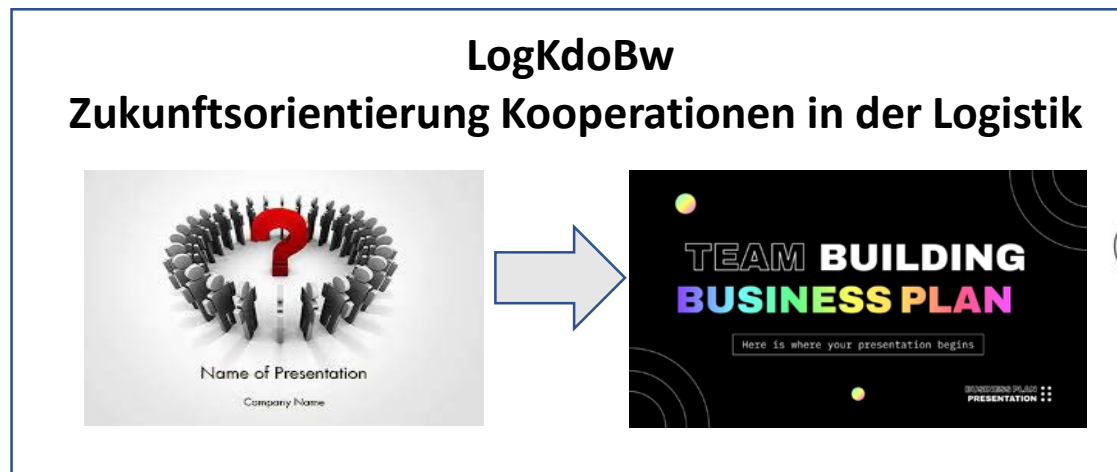 LogKdoBw
Zukunftsorientierung Kooperationen in der Logistik
Name of Presentation
Company Name
TEAM BUILDING
BUSINESS PLAN
Here is where your presentation begins
BUSINESS PLAN
PRESENTATION